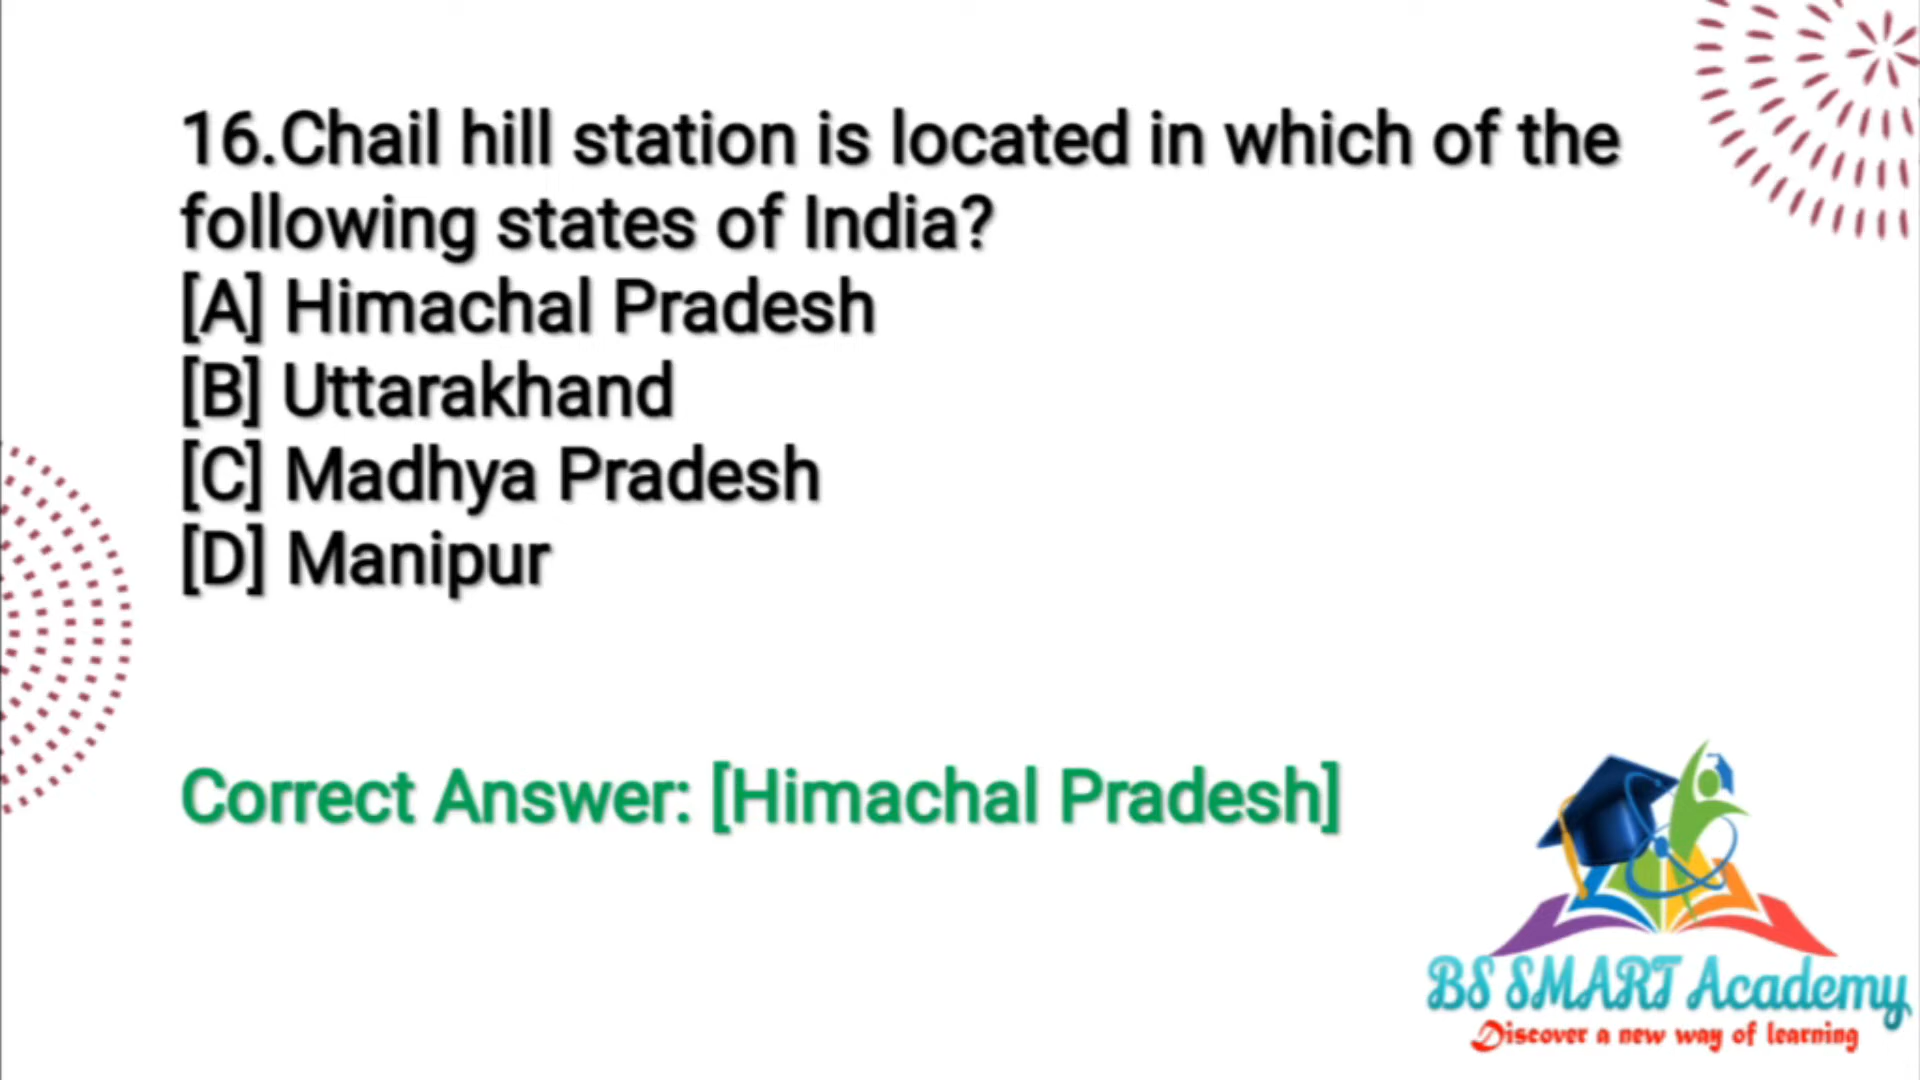 16.Chail hill station is located in which of the
following states of India?
[A] Himachal Pradesh
[B] Uttarakhand
[C] Madhya Pradesh
[D] Manipur
Correct Answer: [Himachal Pradesh]
BS SMART Academy
Discover a new way of learning